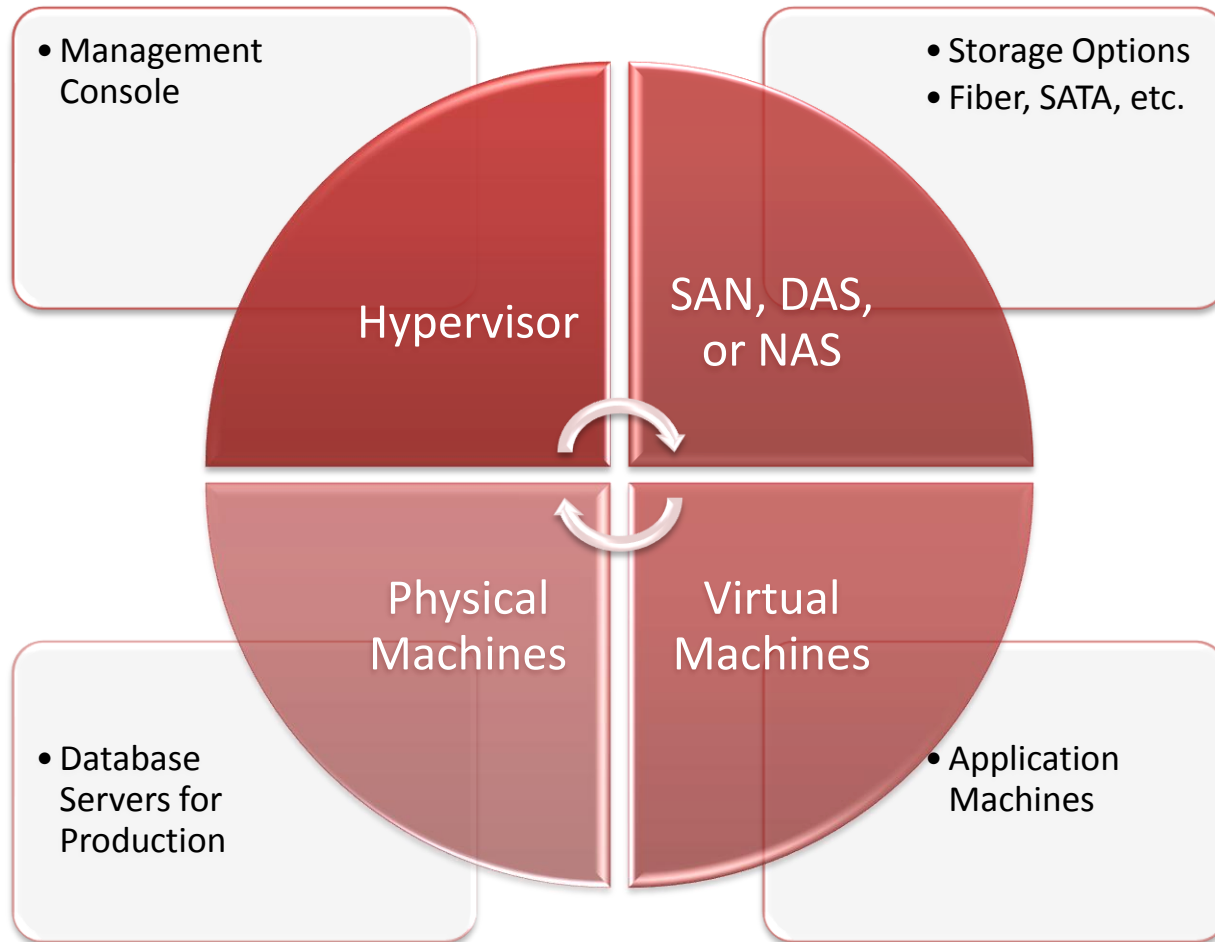 • Management
Console
• Storage Options
• Fiber, SATA, etc.
Hypervisor
SAN, DAS,
or NAS
Physical
Machines
Virtual
Machines
• Database
Servers for
Production
• Application
Machines